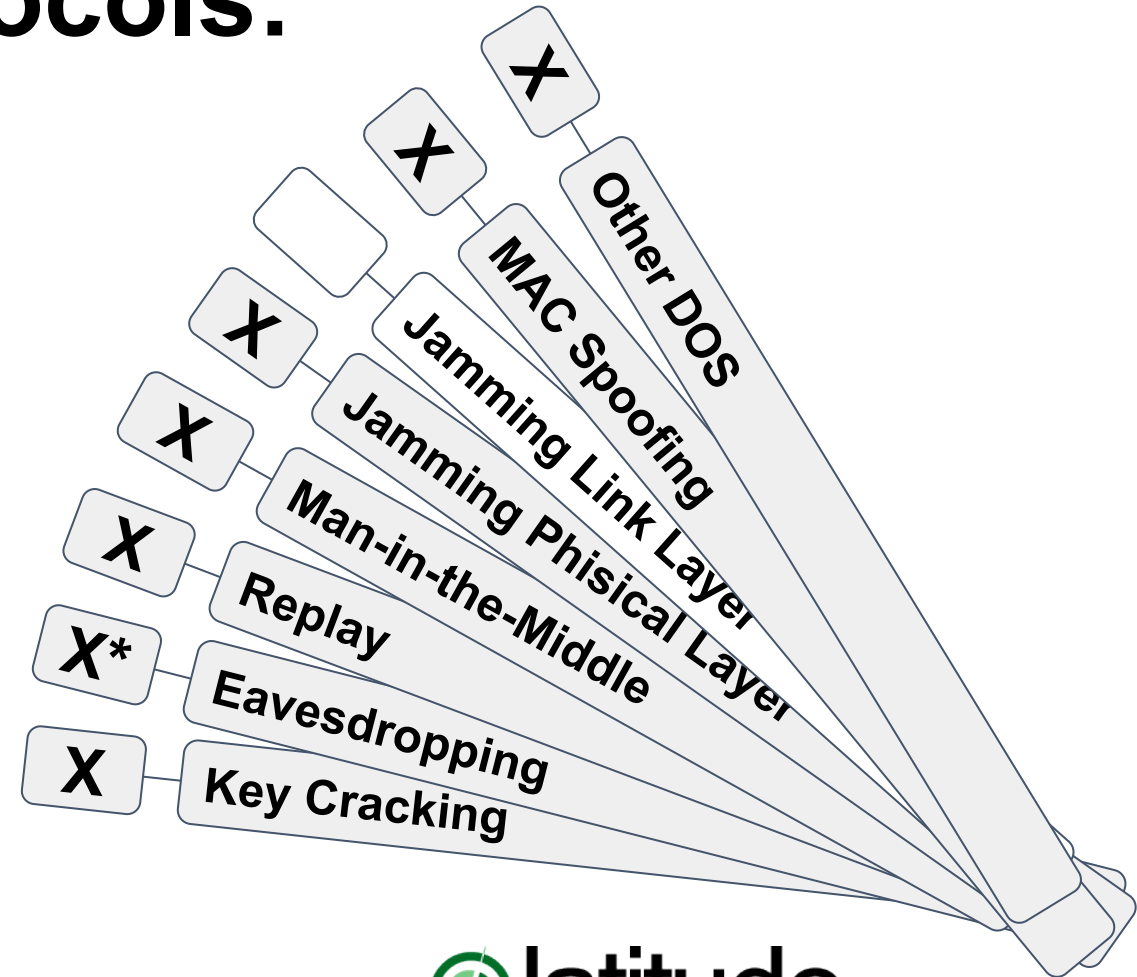 ocols:
X Other DOS
X MAC Spoofing
Jamming Link Layer
X Jamming Phisical Layer
X Man-in-the-Middle
X Replay
X* Eavesdropping
X Key Cracking
latitude